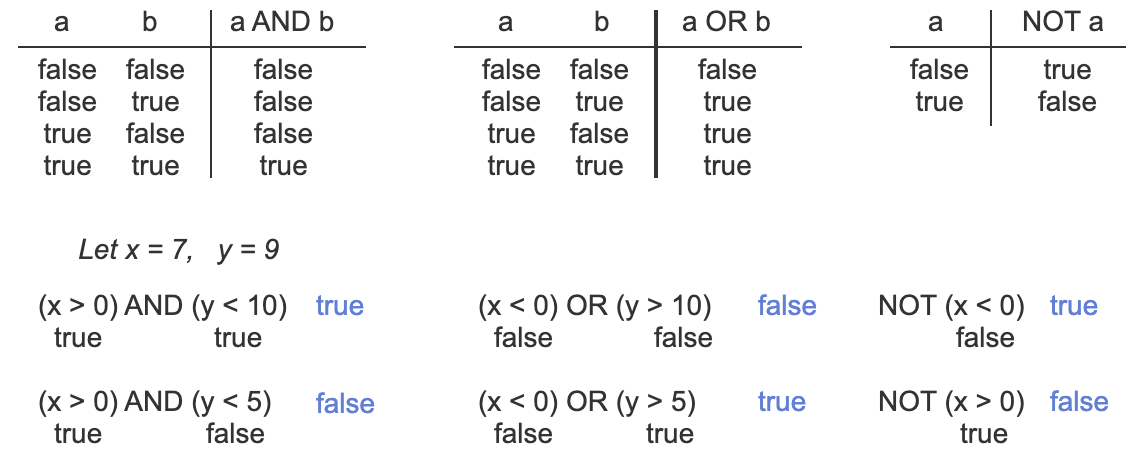 a b a AND b
false false false
false true false
true false false
true true true
a b a OR b
false false false
false true true
true false true
true true true
a NOT a
false true
true false
Let x = 7, y = 9
(x > 0) AND (y < 10) true
true true
(x > 0) AND (y < 5) false
true false
(x < 0) OR (y > 10) false
false false
(x < 0) OR (y > 5) true
false true
NOT (x < 0) true
false
NOT (x > 0) false
true